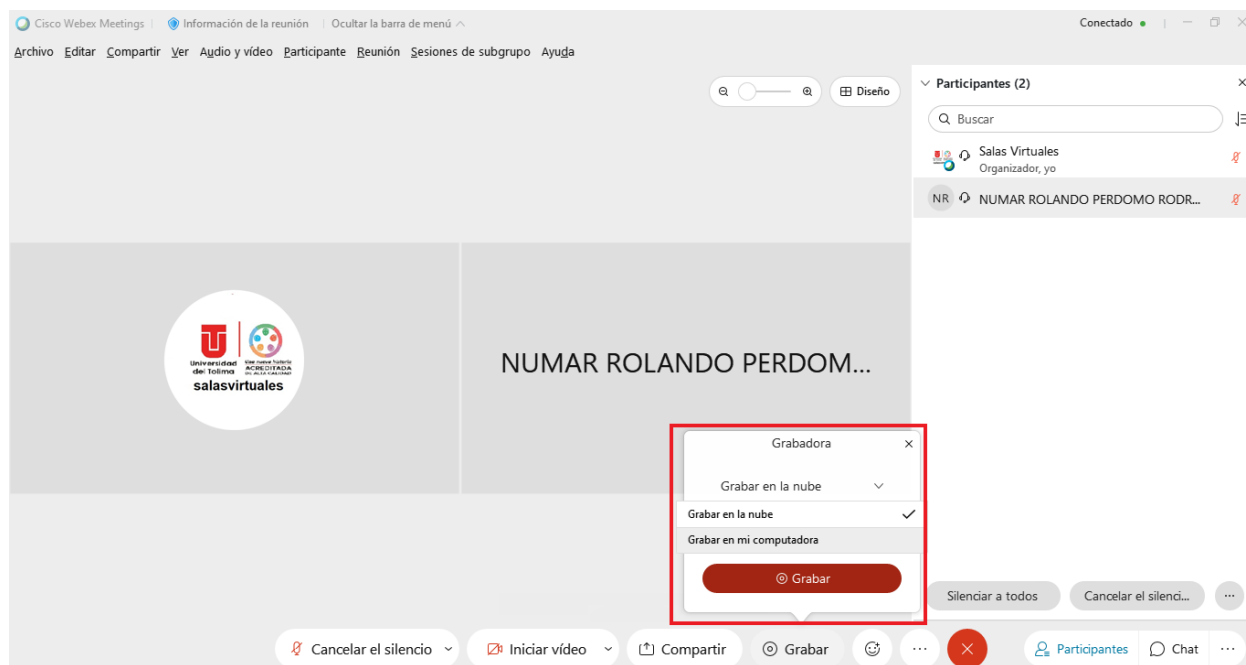 Cisco Webex Meetings
Información de la reunión
Ocultar la barra de menú
Conectado
Archivo Editar Compartir Ver Audio y vídeo Participante Reunión Sesiones de subgrupo Ayuda
Diseño
Participantes (2)
Buscar
Salas Virtuales
Organizador, yo
NR NUMAR ROLANDO PERDOMO RODR...
Universidad
del Tolima
ACREDITADA
DE ALTA CALIDAD
salasvirtuales
NUMAR ROLANDO PERDOM...
Grabadora
Grabar en la nube
Grabar en la nube
Grabar en mi computadora
Grabar
Silenciar a todos
Cancelar el silenci...
Cancelar el silencio
Iniciar vídeo
Compartir
Grabar
Participantes
Chat